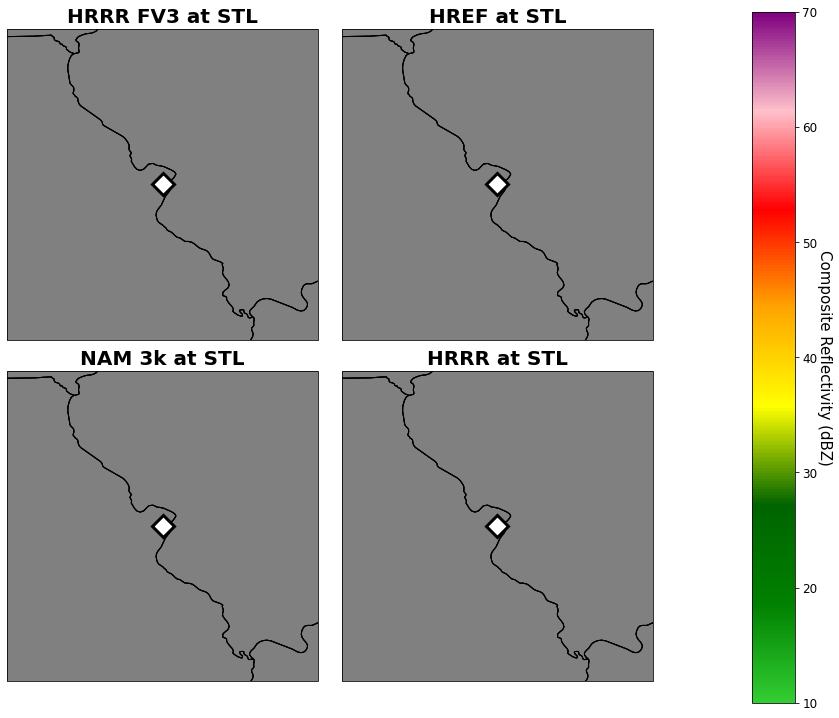 HRRR FV3 at STL
HREF at STL
NAM 3k at STL
HRRR at STL
70
60
50
40
30
20
10
Composite Reflectivity (dBZ)